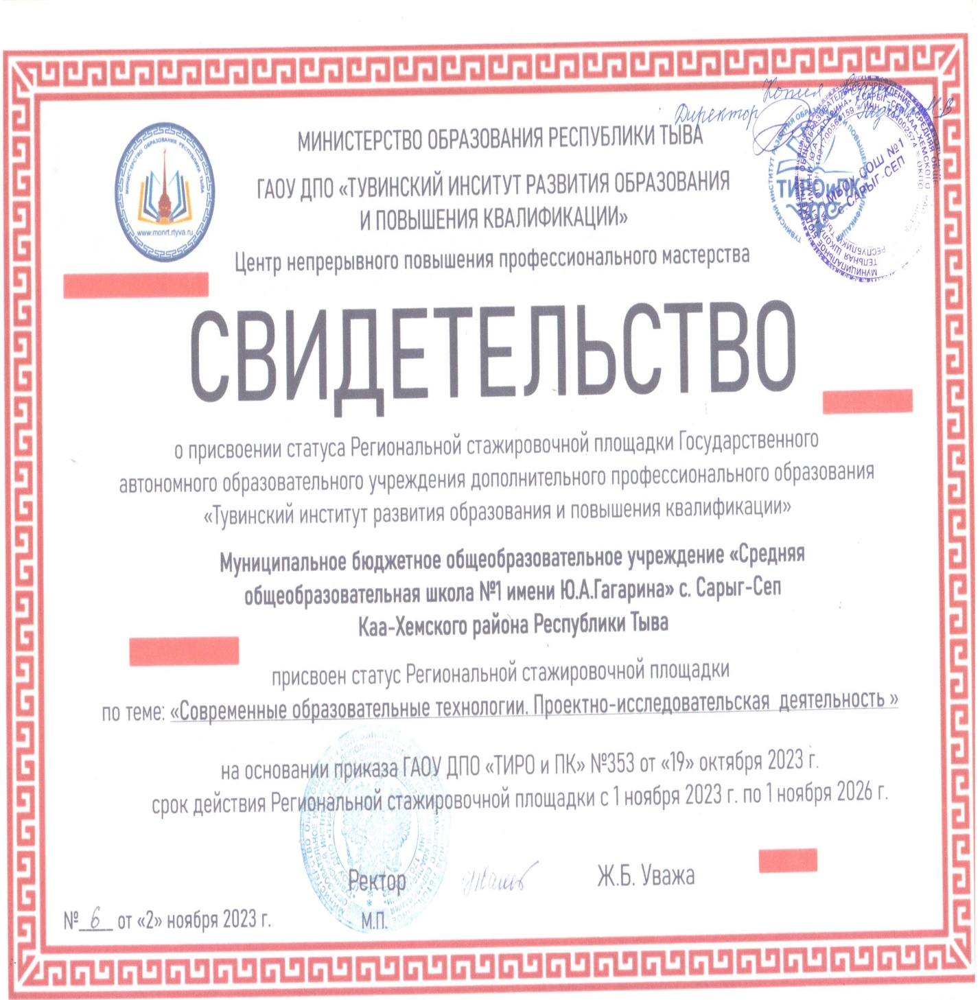 Копия
Директор
МИНИСТЕРСТВО ОБРАЗОВАНИЯ РЕСПУБЛИКИ ТЫВА
ГАОУ ДПО «ТУВИНСКИЙ ИНСИТУТ РАЗВИТИЯ ОБРАЗОВАНИЯ
И ПОВЫШЕНИЯ КВАЛИФИКАЦИИ»
Центр непрерывного повышения профессионального мастерства
МИНИСТЕРСТВО ОБРАЗОВАНИЯ РЕСПУБЛИКИ ТЫВА
www.monrt.rtyva.ru
ТИРОиПК
МБОУ СОШ №1
с. САРЫГ-СЕП
СВИДЕТЕЛЬСТВО
о присвоении статуса Региональной стажировочной площадки Государственного
автономного образовательного учреждения дополнительного профессионального образования
«Тувинский институт развития образования и повышения квалификации»
Муниципальное бюджетное общеобразовательное учреждение «Средняя
общеобразовательная школа №1 имени Ю.А.Гагарина» с. Сарыг-Сеп
Каа-Хемского района Республики Тыва
присвоен статус Региональной стажировочной площадки
по теме: «Современные образовательные технологии. Проектно-исследовательская деятельность »
на основании приказа ГАОУ ДПО «ТИРО и ПК» №353 от «19» октября 2023 г.
срок действия Региональной стажировочной площадки с 1 ноября 2023 г. по 1 ноября 2026 г.
Ректор Ж.Б. Уважа
№ 6 от «2» ноября 2023 г. М.П.